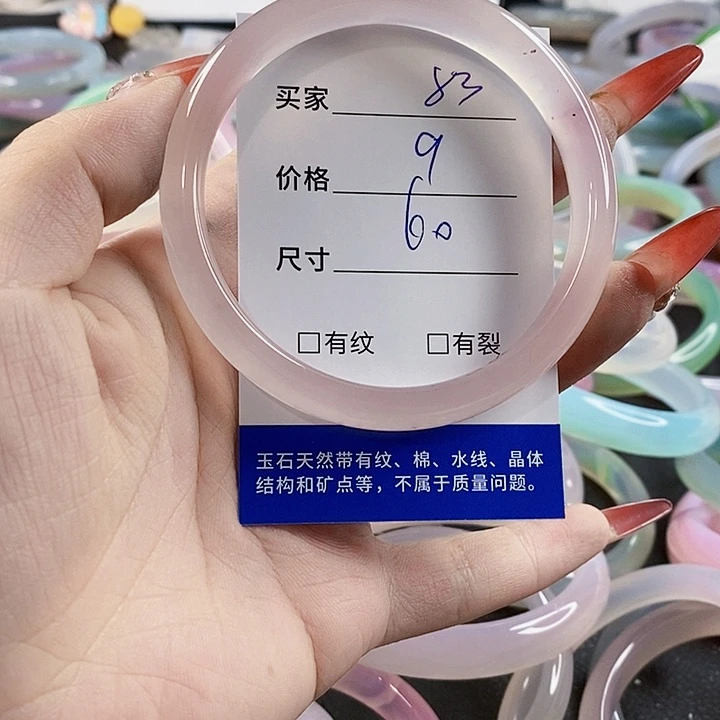 买家 83
价格 9
尺寸 60
□有纹 □有裂
玉石天然带有纹、棉、水线、晶体
结构和矿点等，不属于质量问题。